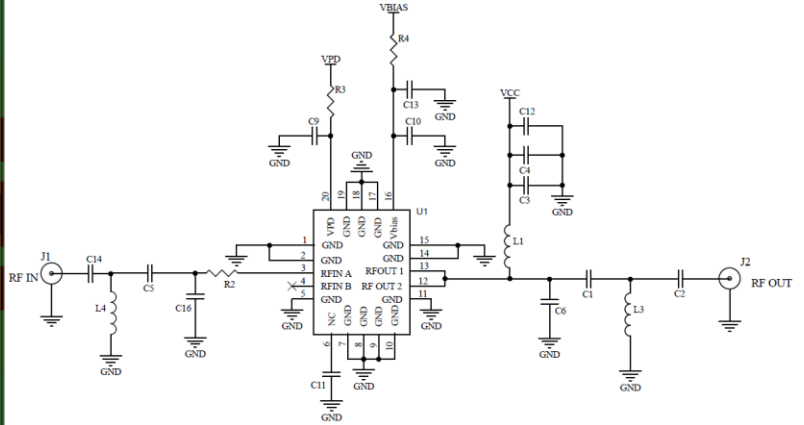 VBIAS
R4
VPD
R3
C13
GND
VCC
C12
C9
C10
GND
GND
GND
C4
C3
GND
20
19
18
17
16
U1
VPD
GND
GND
GND
Vbias
L1
1
GND
GND
15
2
GND
GND
14
J1
C14
3
RFIN A
RFOUT 1
13
J2
RF IN
C5
R2
4
RFIN B
RF OUT 2
12
C1
C2
RF OUT
5
GND
GND
11
L4
C16
GND
NC
GND
GND
GND
GND
GND
C6
L3
6
7
8
9
10
GND
GND
GND
C11
GND
GND
GND